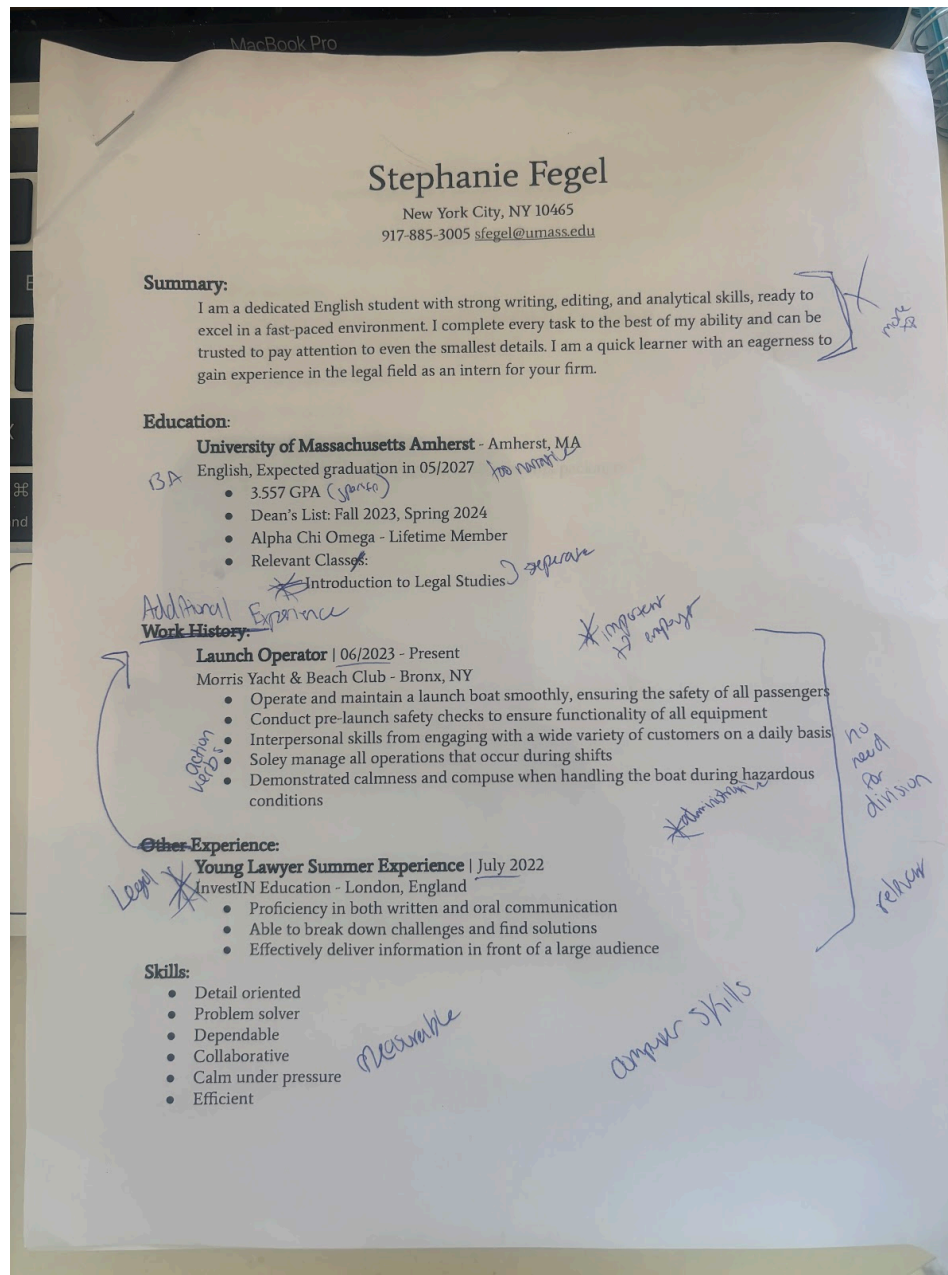 MacBook Pro
Stephanie Fegel
New York City, NY 10465
917-885-3005 sfegel@umass.edu
Summary:
I am a dedicated English student with strong writing, editing, and analytical skills, ready to
excel in a fast-paced environment. I complete every task to the best of my ability and can be
trusted to pay attention to even the smallest details. I am a quick learner with an eagerness to
gain experience in the legal field as an intern for your firm.
more
Education:
University of Massachusetts Amherst - Amherst, MA
BA English, Expected graduation in 05/2027 too narrative
• 3.557 GPA
• Dean's List: Fall 2023, Spring 2024
• Alpha Chi Omega - Lifetime Member
• Relevant Classes:
Introduction to Legal Studies seperate
Additional Experience
Work History:
important to employer
Launch Operator | 06/2023 - Present
Morris Yacht & Beach Club - Bronx, NY
• Operate and maintain a launch boat smoothly, ensuring the safety of all passengers
• Conduct pre-launch safety checks to ensure functionality of all equipment
• Interpersonal skills from engaging with a wide variety of customers on a daily basis
• Soley manage all operations that occur during shifts
• Demonstrated calmness and compuse when handling the boat during hazardous
conditions
action verbs
no need for division
Other Experience:
Young Lawyer Summer Experience | July 2022
Legal
InvestIN Education - London, England
• Proficiency in both written and oral communication
• Able to break down challenges and find solutions
• Effectively deliver information in front of a large audience
Skills:
• Detail oriented
• Problem solver
• Dependable
• Collaborative
• Calm under pressure
• Efficient
measurable
computer skills